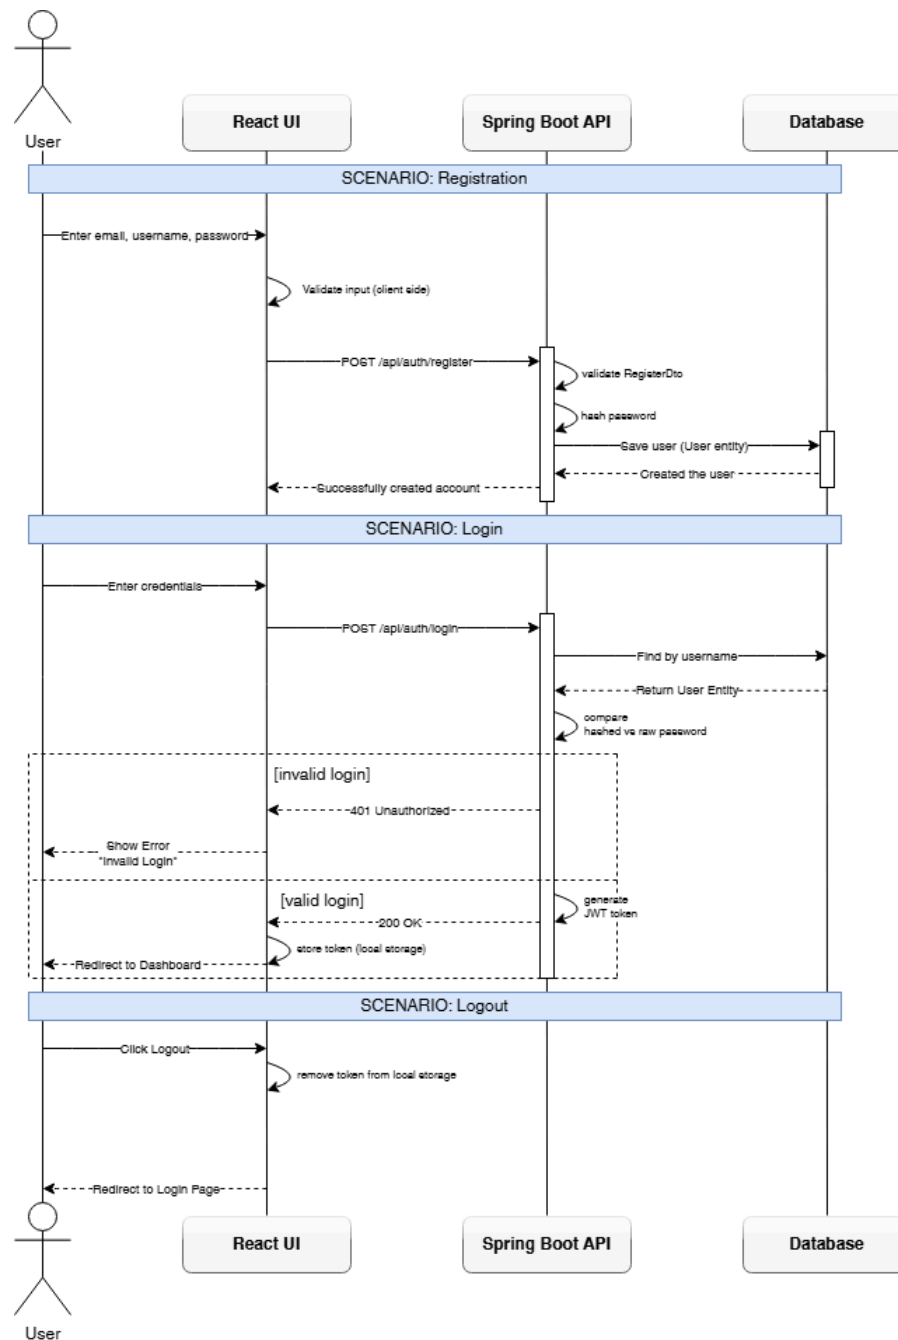 User
React UI
Spring Boot API
Database
SCENARIO: Registration
Enter email, username, password
Validate input (client side)
POST /api/auth/register
validate RegisterDto
hash password
Save user (User entity)
Created the user
Successfully created account
SCENARIO: Login
Enter credentials
POST /api/auth/login
Find by username
Return User Entity
compare
hashed vs raw password
[invalid login]
401 Unauthorized
Show Error
"Invalid Login"
[valid login]
generate
JWT token
200 OK
store token (local storage)
Redirect to Dashboard
SCENARIO: Logout
Click Logout
remove token from local storage
Redirect to Login Page
React UI
Spring Boot API
Database
User